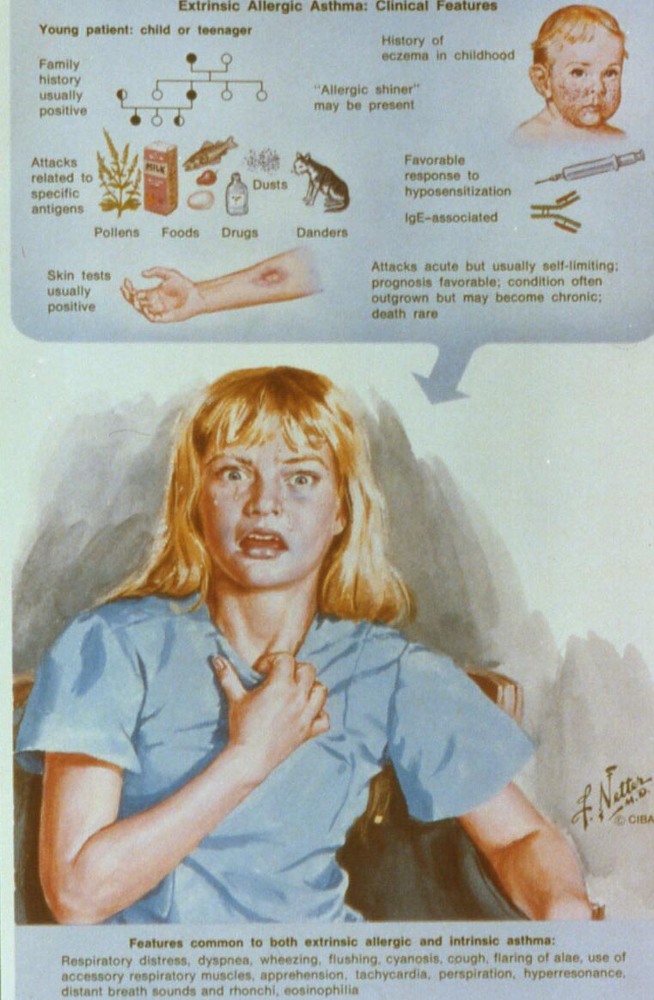 Extrinsic Allergic Asthma: Clinical Features
Young patient: child or teenager
Family
history
usually
positive
"Allergic shiner"
may be present
History of
eczema in childhood
Attacks
related to
specific
antigens
MILK
Dusts
Pollens Foods Drugs Danders
Favorable
response to
hyposensitization
IgE-associated
Skin tests
usually
positive
Attacks acute but usually self-limiting;
prognosis favorable; condition often
outgrown but may become chronic;
death rare
F. Netter
M.D.
© CIBA
Features common to both extrinsic allergic and intrinsic asthma:
Respiratory distress, dyspnea, wheezing, flushing, cyanosis, cough, flaring of alae, use of
accessory respiratory muscles, apprehension, tachycardia, perspiration, hyperresonance,
distant breath sounds and rhonchi, eosinophilia